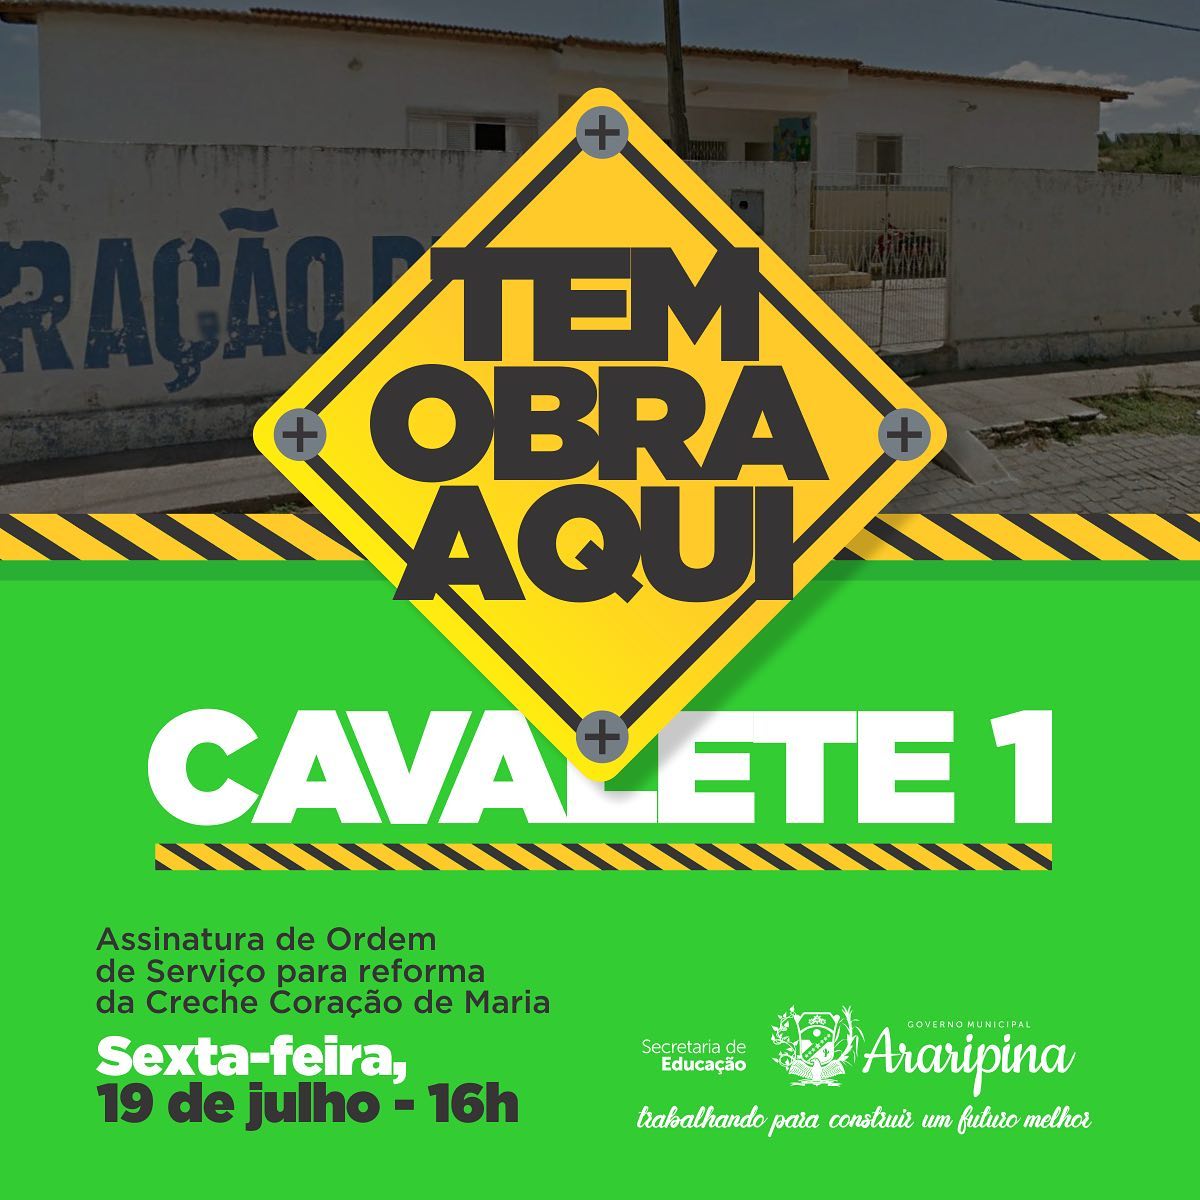 RAÇÃO D
TEM
OBRA
AQUI
CAVALETE 1
Assinatura de Ordem
de Serviço para reforma
da Creche Coração de Maria
Sexta-feira,
19 de julho - 16h
Secretaria de
Educação
GOVERNO MUNICIPAL
Araripina
trabalhando para construir um futuro melhor